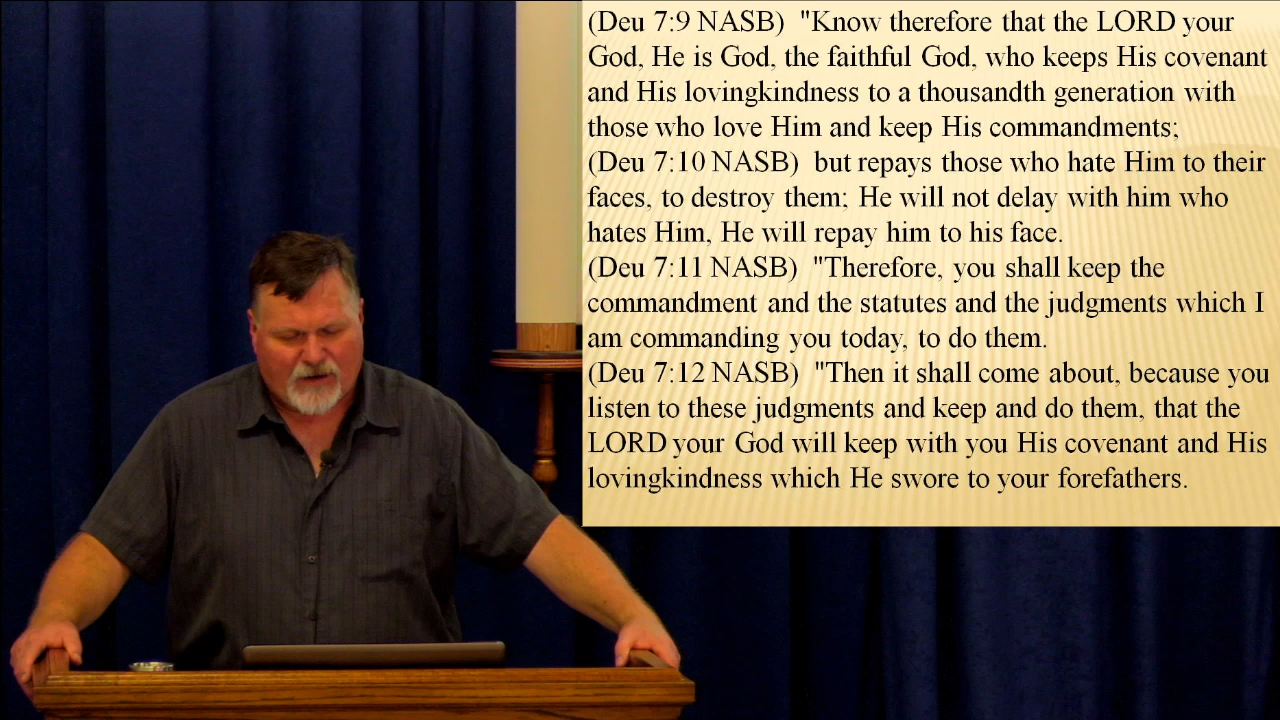 (Deu 7:9 NASB)  "Know therefore that the LORD your
God, He is God, the faithful God, who keeps His covenant
and His lovingkindness to a thousandth generation with
those who love Him and keep His commandments;
(Deu 7:10 NASB)  but repays those who hate Him to their
faces, to destroy them; He will not delay with him who
hates Him, He will repay him to his face.
(Deu 7:11 NASB)  "Therefore, you shall keep the
commandment and the statutes and the judgments which I
am commanding you today, to do them.
(Deu 7:12 NASB)  "Then it shall come about, because you
listen to these judgments and keep and do them, that the
LORD your God will keep with you His covenant and His
lovingkindness which He swore to your forefathers.